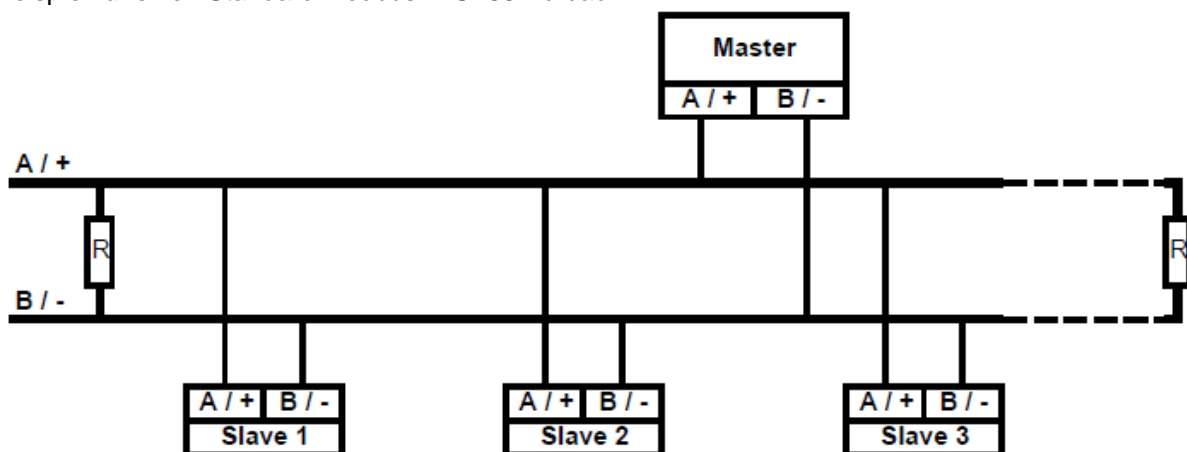 Master
A / + B / -
A / +
R R
B / -
A / + B / - A / + B / - A / + B / -
Slave 1 Slave 2 Slave 3